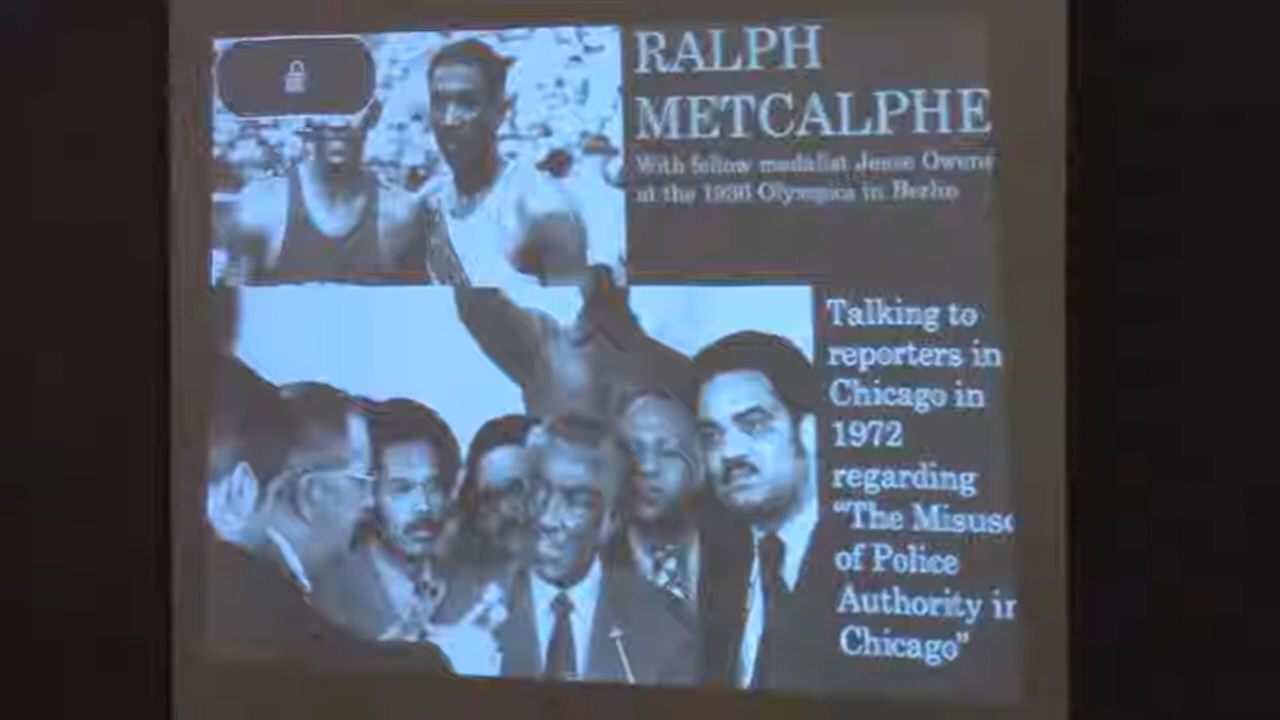 RALPH
METCALPHE
With fellow medalist Jesse Owens
at the 1936 Olympics in Berlin
Talking to
reporters in
Chicago in
1972
regarding
“The Misuse
of Police
Authority in
Chicago”